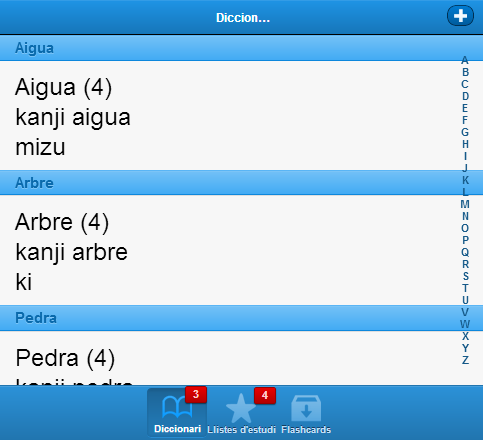 Diccion...
Aigua
Aigua (4)
kanji aigua
mizu
Arbre
Arbre (4)
kanji arbre
ki
Pedra
Pedra (4)
kanji pedra
A
B
C
D
E
F
G
H
I
J
K
L
M
N
O
P
Q
R
S
T
U
V
W
X
Y
Z
3
4
Diccionari
Llistes d'estudi
Flashcards